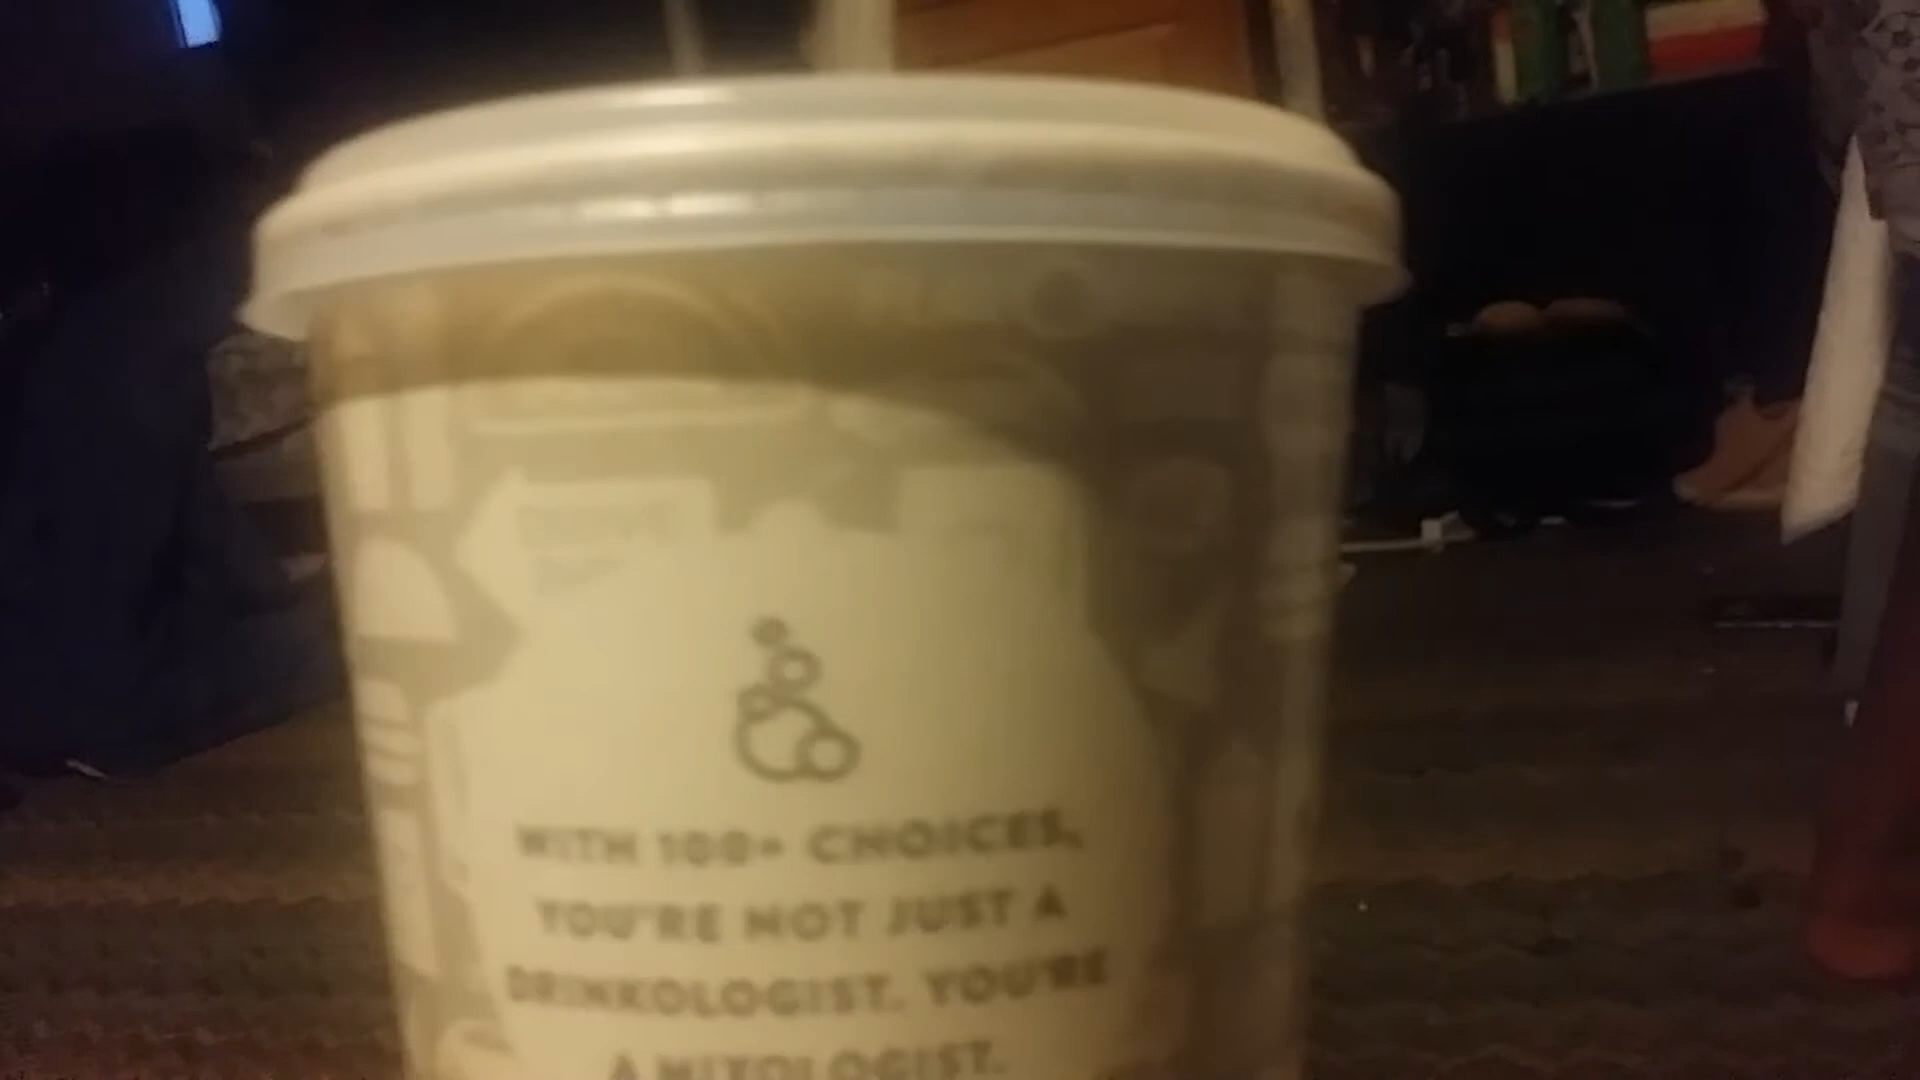 WITH 100+ CHOICES,
YOU'RE NOT JUST A
DRINKOLOGIST. YOU'RE
A MIXOLOGIST.